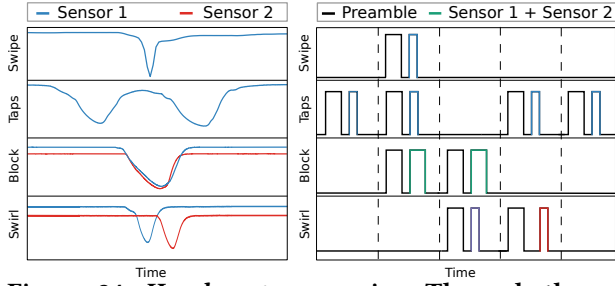 Sensor 1 Sensor 2
Preamble Sensor 1 + Sensor 2
Swipe
Taps
Block
Swirl
Time
Swipe
Taps
Block
Swirl
Time